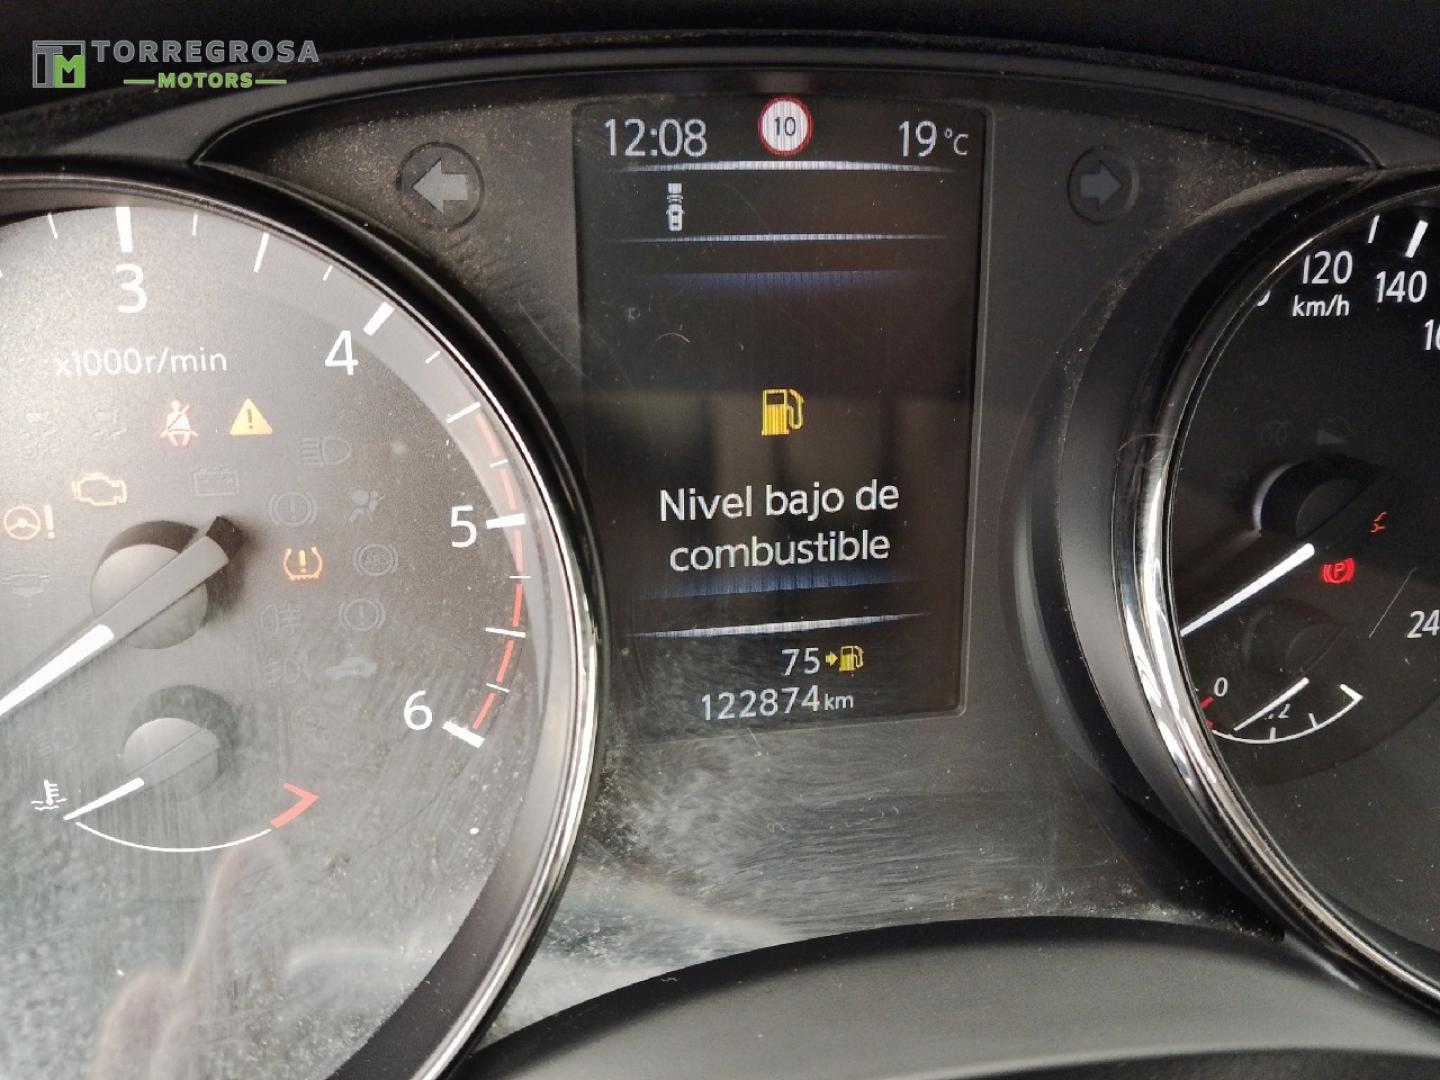 TORREGROSA
TM MOTORS
12:08 10 19°C
3
x1000r/min
4
5
6
Nivel bajo de
combustible
75
122874km
120
km/h
140
P
0